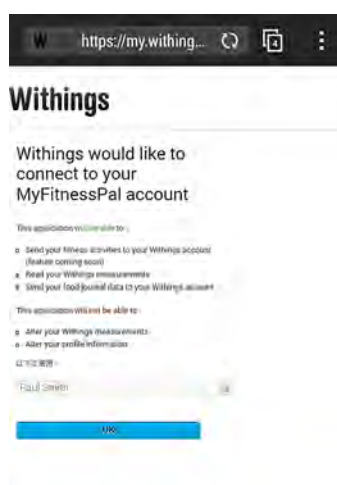 W https://my.withing... 4
Withings
Withings would like to
connect to your
MyFitnessPal account
This application will be able to :
Send your fitness activities to your Withings account
(feature coming soon)
Read your Withings measurements
Send your food journal data to your Withings account
This application will not be able to :
Alter your Withings measurements
Alter your profile information
Paul Smith